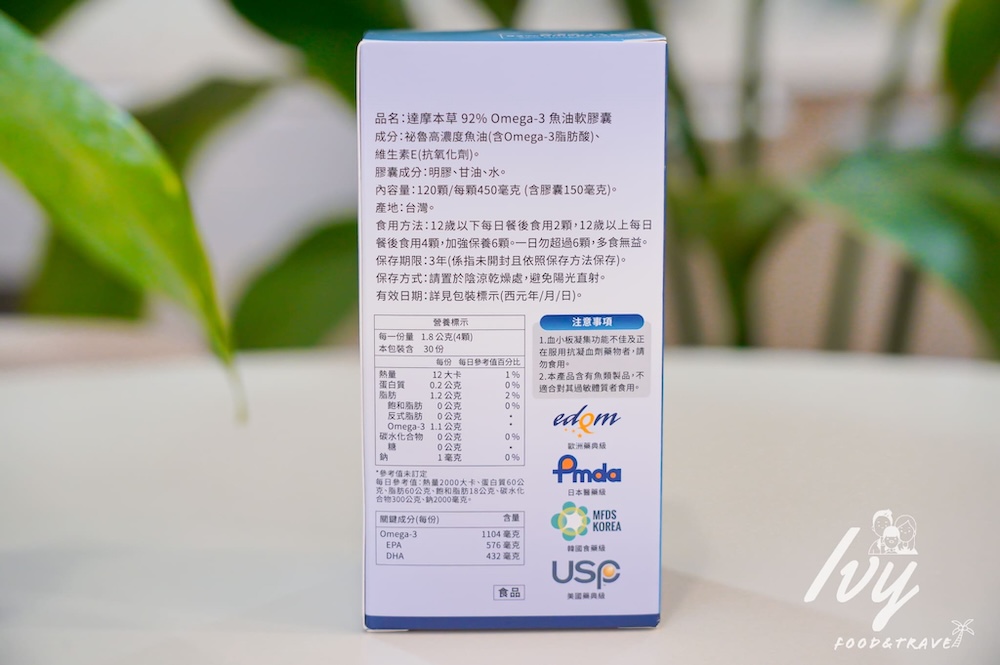 品名：達摩本草 92% Omega-3 魚油軟膠囊
成分：祕魯高濃度魚油(含Omega-3脂肪酸)、
維生素E(抗氧化劑)。
膠囊成分：明膠、甘油、水。
內容量：120顆/每顆450毫克 (含膠囊150毫克)。
產地：台灣。
食用方法：12歲以下每日餐後食用2顆，12歲以上每日
餐後食用4顆，加強保養6顆。一日勿超過6顆，多食無益。
保存期限：3年(係指未開封且依照保存方法保存)。
保存方式：請置於陰涼乾燥處，避免陽光直射。
有效日期：詳見包裝標示(西元年/月/日)。
營養標示
每一份量 1.8公克(4顆)
本包裝含 30份
每份 每日參考值百分比
熱量 12大卡 1%
蛋白質 0.2公克 0%
脂肪 1.2公克 2%
飽和脂肪 0公克 0%
反式脂肪 0公克 *
Omega-3 1.1公克 *
碳水化合物 0公克 0%
糖 0公克 *
鈉 1毫克 0%
*參考值未訂定
每日參考值：熱量2000大卡、蛋白質60公
克、脂肪60公克、飽和脂肪18公克、碳水化
合物300公克、鈉2000毫克。
關鍵成分(每份) 含量
Omega-3 1104毫克
EPA 576毫克
DHA 432毫克
食品
注意事項
1.血小板凝集功能不佳及正
在服用抗凝血劑藥物者，請
勿食用。
2.本產品含有魚類製品，不
適合對其過敏體質者食用。
edqm
歐洲藥典級
Pmda
日本醫藥級
MFDS
KOREA
韓國食藥級
USP
美國藥典級
Ivy
FOOD&TRAVEL